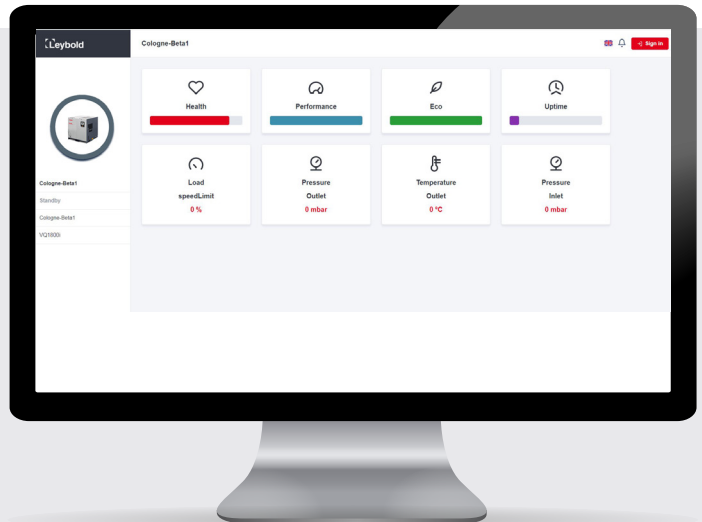 Leybold
Cologne-Beta1
Sign in
Health
Performance
Eco
Uptime
Cologne-Beta1
Standby
Cologne-Beta1
VQ1800i
Load
speedLimit
0 %
Pressure
Outlet
0 mbar
Temperature
Outlet
0 °C
Pressure
Inlet
0 mbar